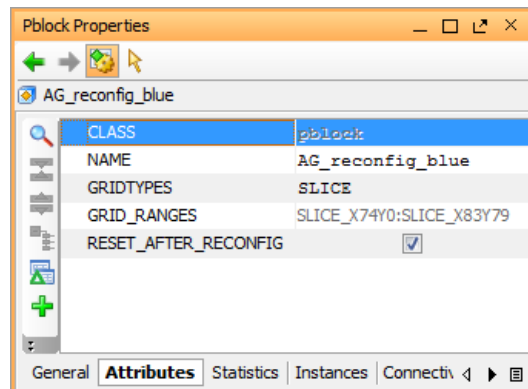 Pblock Properties
AG_reconfig_blue
CLASS pblock
NAME AG_reconfig_blue
GRIDTYPES SLICE
GRID_RANGES SLICE_X74Y0:SLICE_X83Y79
RESET_AFTER_RECONFIG
General Attributes Statistics Instances Connectiv